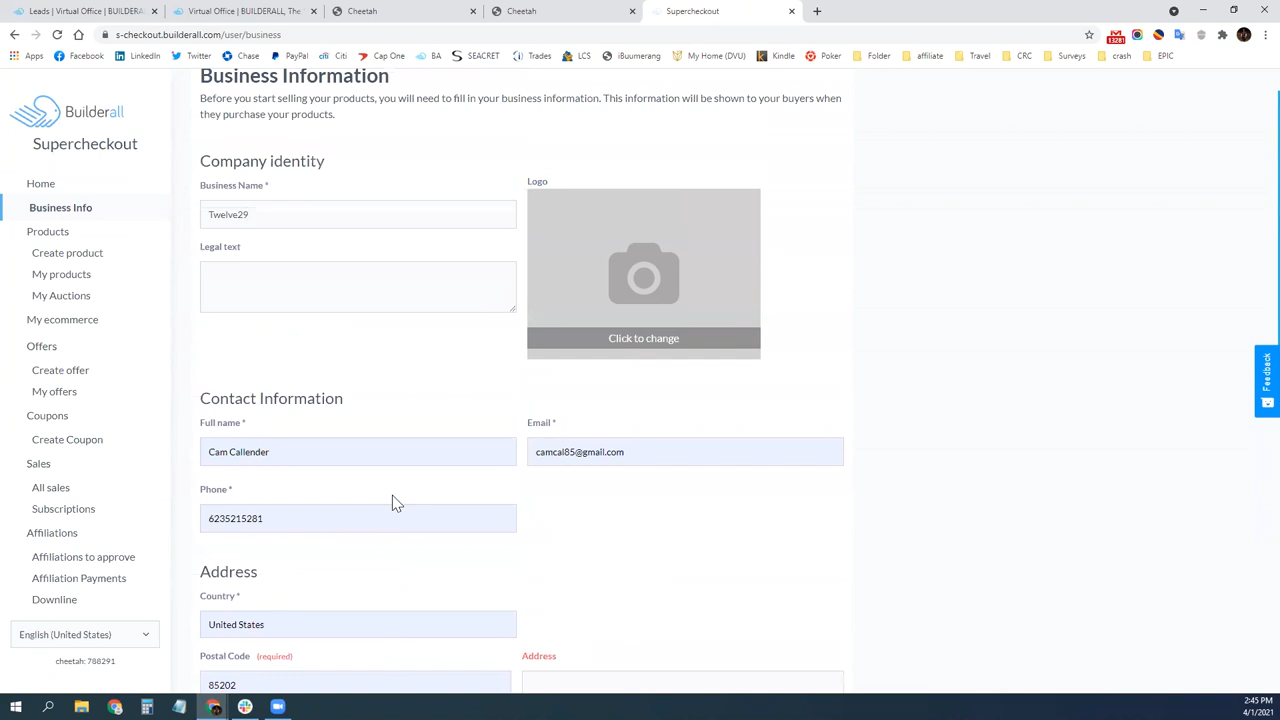 Leads | Virtual Office | BUILDERA
Virtual Office | BUILDERALL, The
Cheetah
Cheetah
Supercheckout
s-checkout.builderall.com/user/business
Apps
Facebook
LinkedIn
Twitter
Chase
PayPal
Citi
Cap One
BA
SEACRET
Trades
LCS
iBuumerang
My Home (DVU)
Kindle
Poker
Folder
affiliate
Travel
CRC
Surveys
crash
EPIC
13281
Builderall
Supercheckout
Home
Business Info
Products
Create product
My products
My Auctions
My ecommerce
Offers
Create offer
My offers
Coupons
Create Coupon
Sales
All sales
Subscriptions
Affiliations
Affiliations to approve
Affiliation Payments
Downline
English (United States)
cheetah: 788291
Business Information
Before you start selling your products, you will need to fill in your business information. This information will be shown to your buyers when
they purchase your products.
Company identity
Business Name *
Twelve29
Legal text
Logo
Click to change
Contact Information
Full name *
Cam Callender
Email *
camcal85@gmail.com
Phone *
6235215281
Address
Country *
United States
Postal Code (required)
85202
Address
Feedback
2:45 PM
4/1/2021